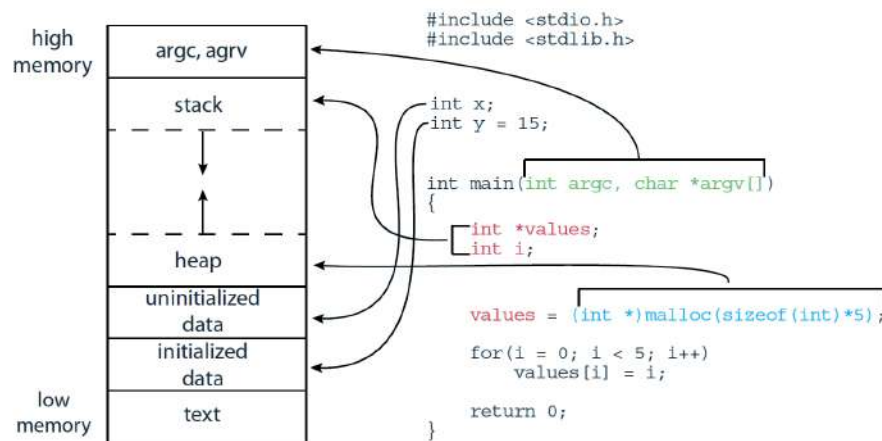 high
memory
argc, agrv
stack
heap
uninitialized
data
initialized
data
low
memory
text
#include <stdio.h>
#include <stdlib.h>
int x;
int y = 15;
int main(int argc, char *argv[])
{
int *values;
int i;
values = (int *)malloc(sizeof(int)*5);
for(i = 0; i < 5; i++)
values[i] = i;
return 0;
}